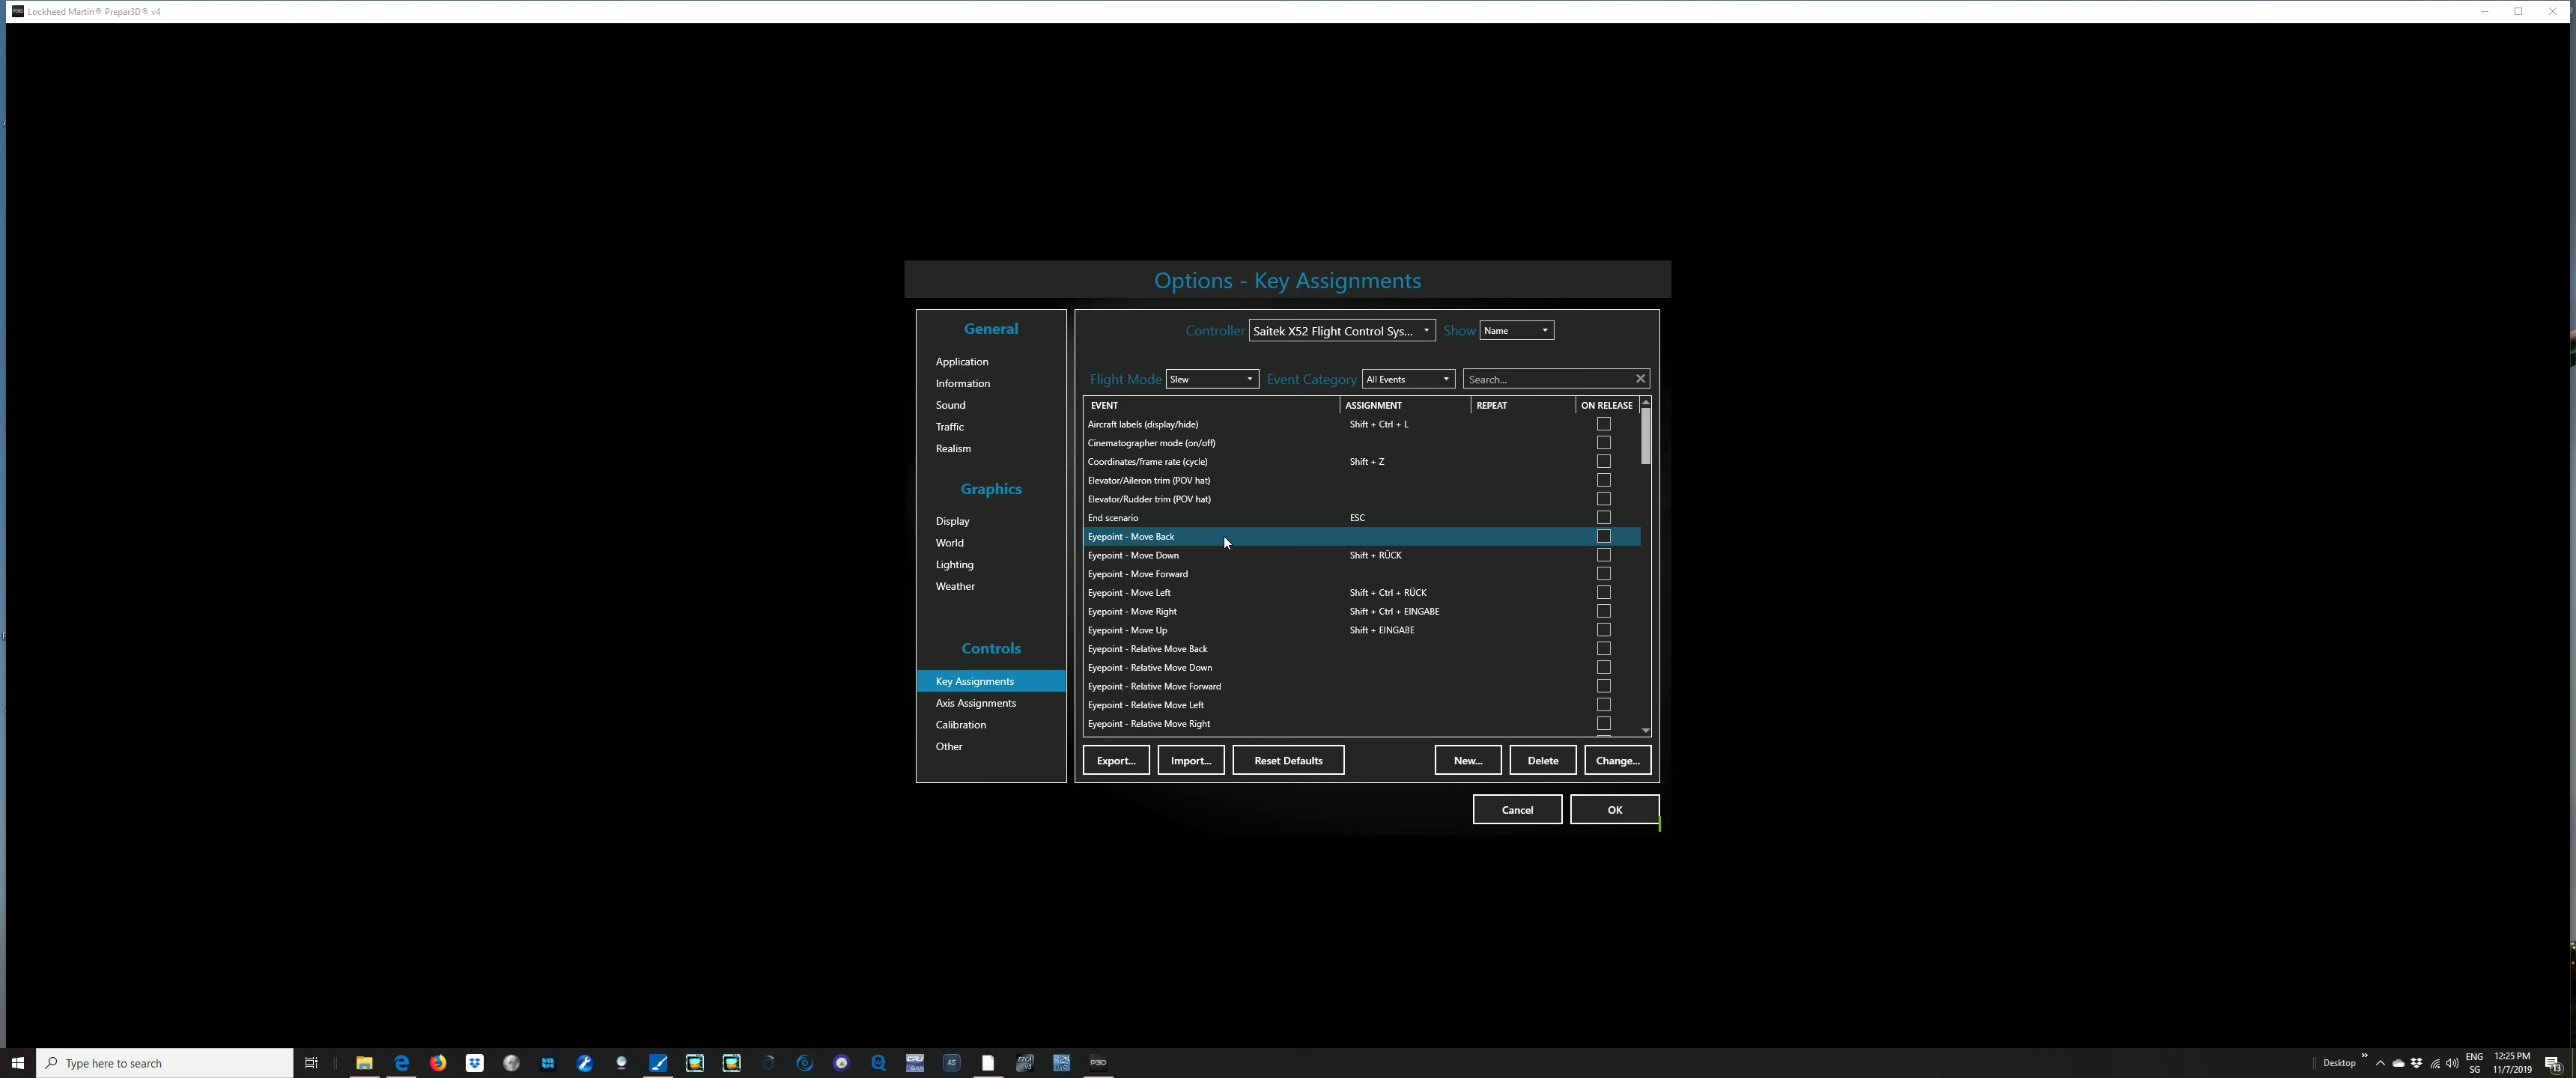 Lockheed Martin® Prepar3D® v4
Options - Key Assignments
General
Application
Information
Sound
Traffic
Realism
Graphics
Display
World
Lighting
Weather
Controls
Key Assignments
Axis Assignments
Calibration
Other
Controller Saitek X52 Flight Control Sys... Show Name
Flight Mode Slew Event Category All Events Search...
EVENT ASSIGNMENT REPEAT ON RELEASE
Aircraft labels (display/hide) Shift + Ctrl + L
Cinematographer mode (on/off)
Coordinates/frame rate (cycle) Shift + Z
Elevator/Aileron trim (POV hat)
Elevator/Rudder trim (POV hat)
End scenario ESC
Eyepoint - Move Back
Eyepoint - Move Down Shift + RÜCK
Eyepoint - Move Forward
Eyepoint - Move Left Shift + Ctrl + RÜCK
Eyepoint - Move Right Shift + Ctrl + EINGABE
Eyepoint - Move Up Shift + EINGABE
Eyepoint - Relative Move Back
Eyepoint - Relative Move Down
Eyepoint - Relative Move Forward
Eyepoint - Relative Move Left
Eyepoint - Relative Move Right
Export... Import... Reset Defaults New... Delete Change...
Cancel OK
Type here to search
AS
P3D
Desktop
ENG
SG
12:25 PM
11/7/2019
13